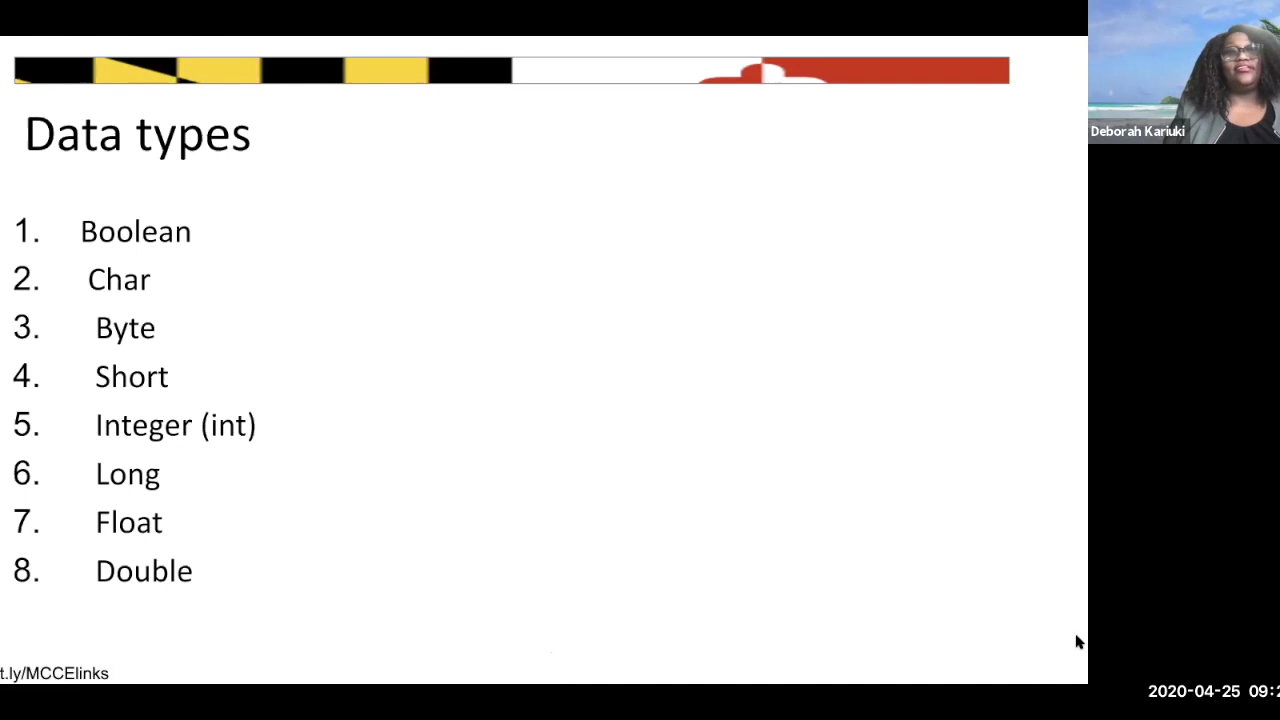 Data types
1. Boolean
2. Char
3. Byte
4. Short
5. Integer (int)
6. Long
7. Float
8. Double
t.ly/MCCElinks
Deborah Kariuki
2020-04-25 09:2